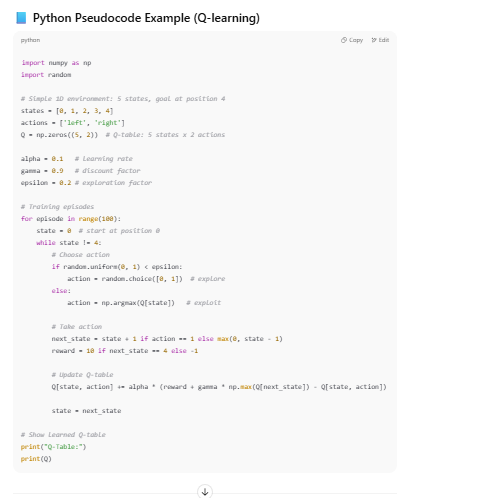 Python Pseudocode Example (Q-learning)
python Copy Edit
import numpy as np
import random
# Simple 1D environment: 5 states, goal at position 4
states = [0, 1, 2, 3, 4]
actions = ['left', 'right']
Q = np.zeros((5, 2))  # Q-table: 5 states x 2 actions
alpha = 0.1   # learning rate
gamma = 0.9   # discount factor
epsilon = 0.2 # exploration factor
# Training episodes
for episode in range(100):
    state = 0  # start at position 0
    while state != 4:
        # Choose action
        if random.uniform(0, 1) < epsilon:
            action = random.choice([0, 1])  # explore
        else:
            action = np.argmax(Q[state])   # exploit
        # Take action
        next_state = state + 1 if action == 1 else max(0, state - 1)
        reward = 10 if next_state == 4 else -1
        # Update Q-table
        Q[state, action] += alpha * (reward + gamma * np.max(Q[next_state]) - Q[state, action])
        state = next_state
# Show learned Q-table
print("Q-Table:")
print(Q)